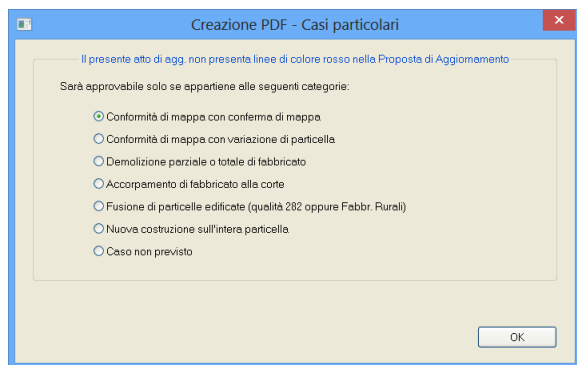 Creazione PDF - Casi particolari
Il presente atto di agg. non presenta linee di colore rosso nella Proposta di Aggiornamento
Sarà approvabile solo se appartiene alle seguenti categorie:
Conformità di mappa con conferma di mappa
Conformità di mappa con variazione di particella
Demolizione parziale o totale di fabbricato
Accorpamento di fabbricato alla corte
Fusione di particelle edificate (qualità 282 oppure Fabbr. Rurali)
Nuova costruzione sull'intera particella
Caso non previsto
OK